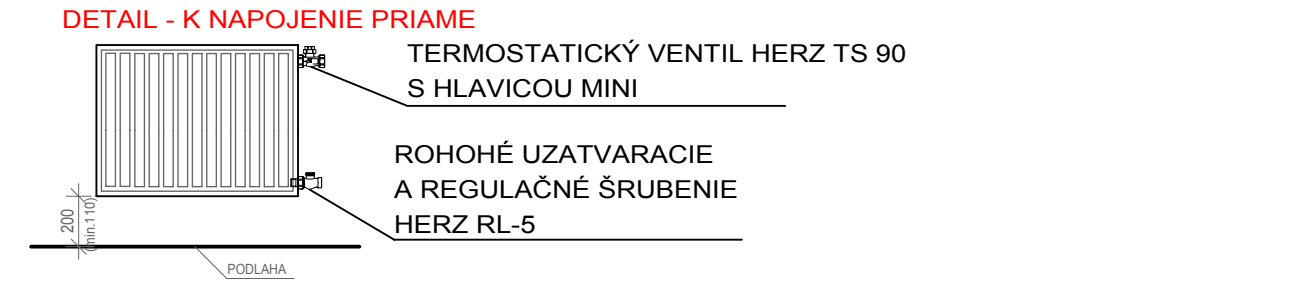 DETAIL - K NAPOJENIE PRIAME
TERMOSTATICKÝ VENTIL HERZ TS 90
S HLAVICOU MINI
ROHOHÉ UZATVARACIE
A REGULAČNÉ ŠRUBENIE
HERZ RL-5
200
(min.110)
PODLAHA